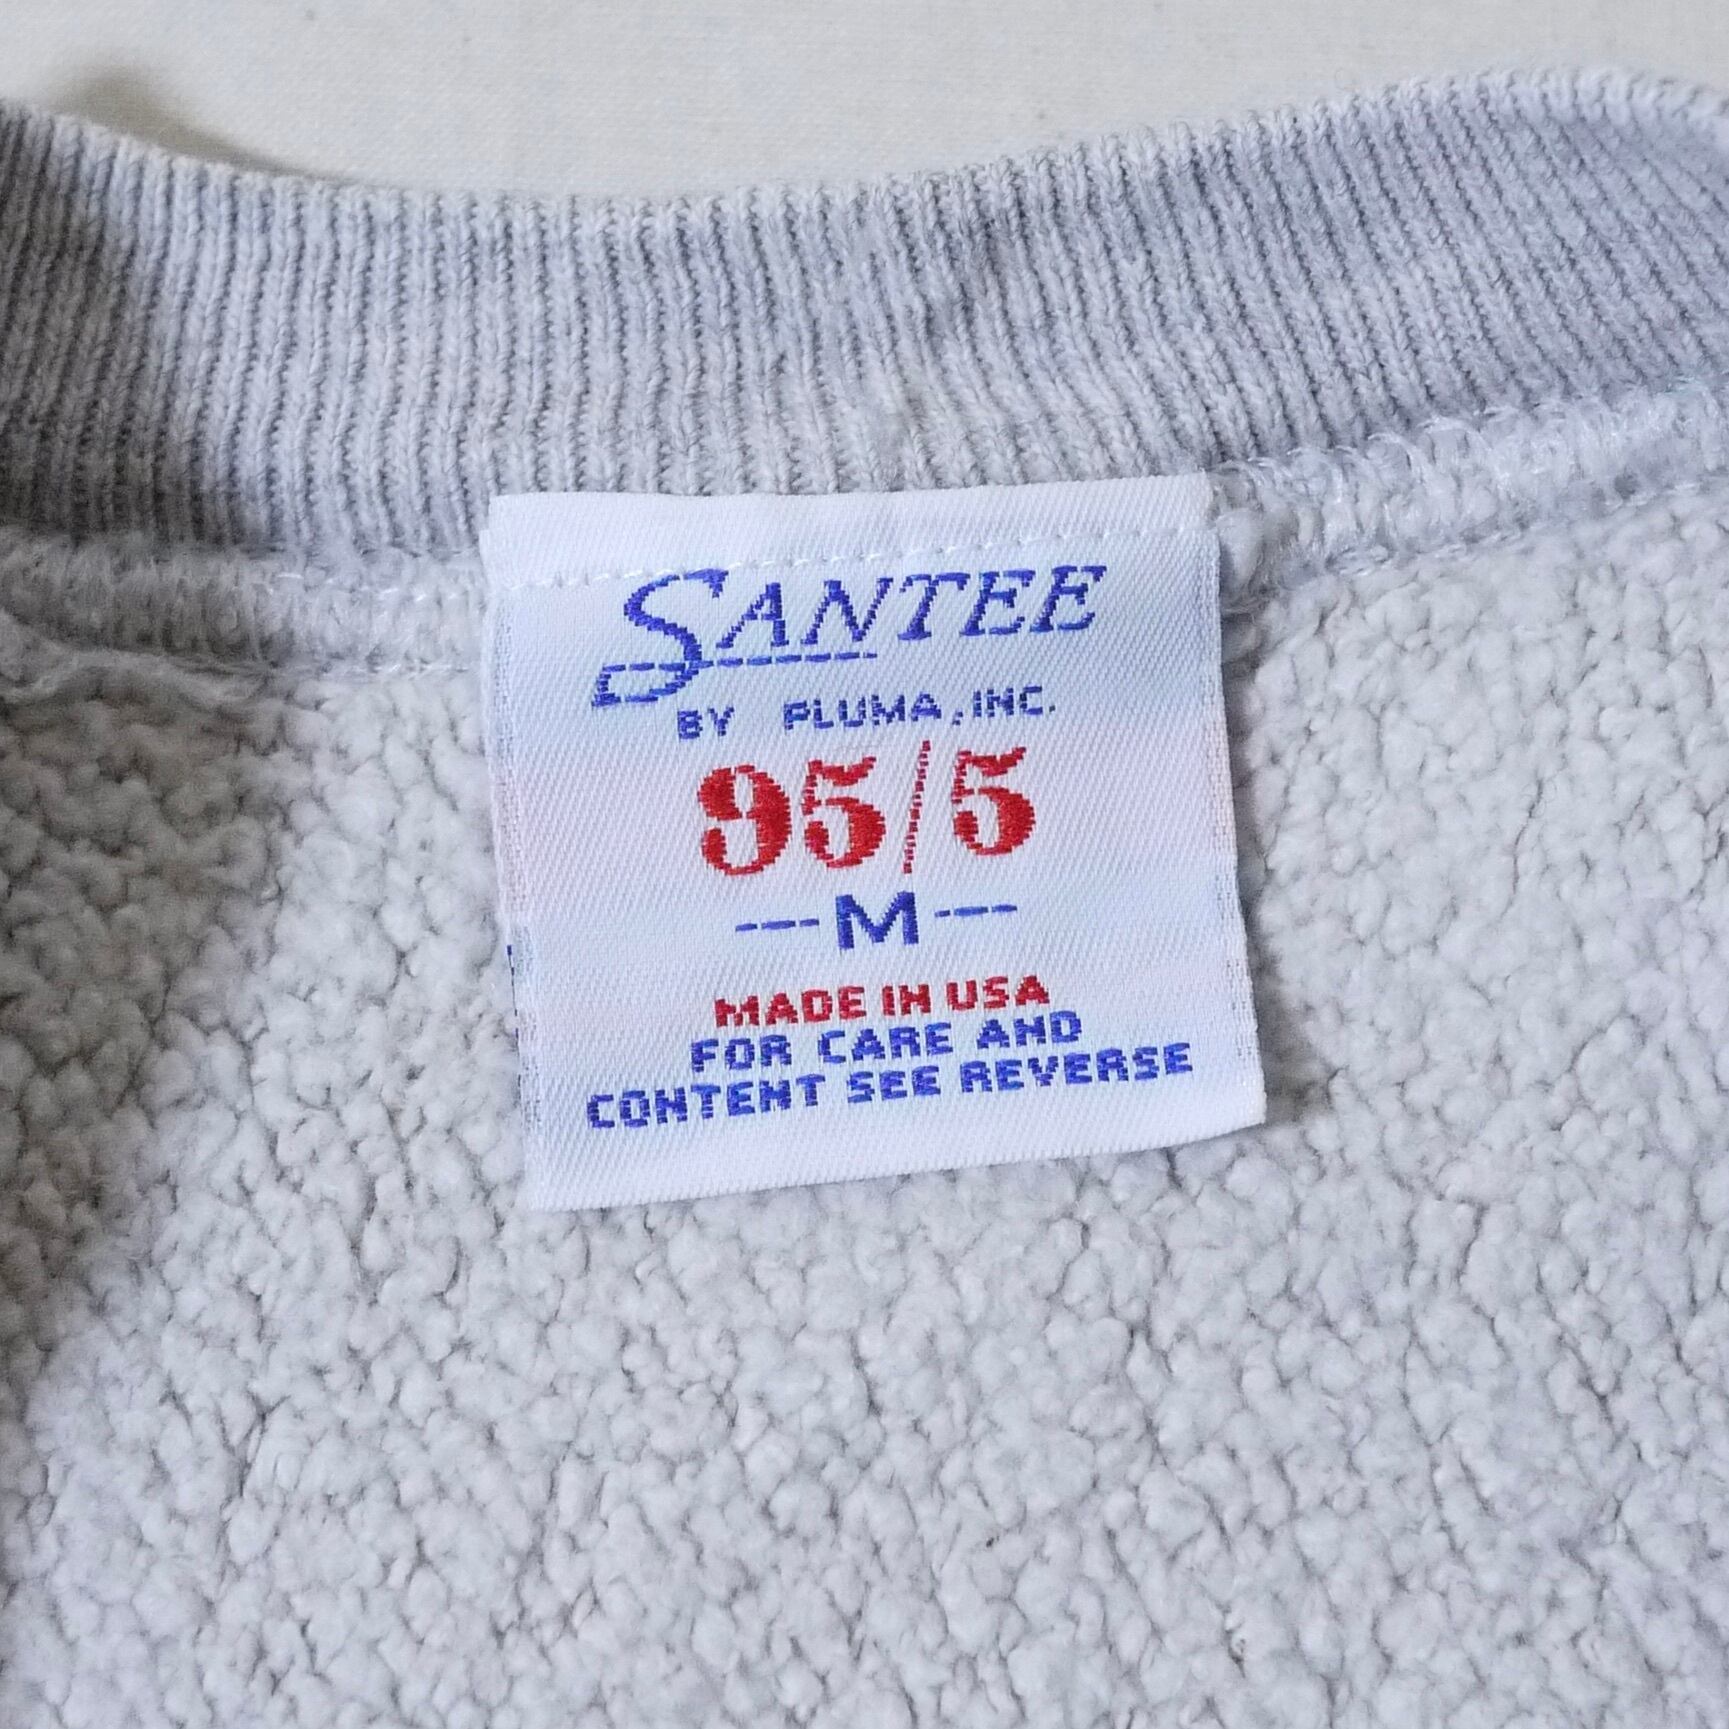 SANTEE
BY PLUMA, INC.
95/5
---M---
MADE IN USA
FOR CARE AND
CONTENT SEE REVERSE